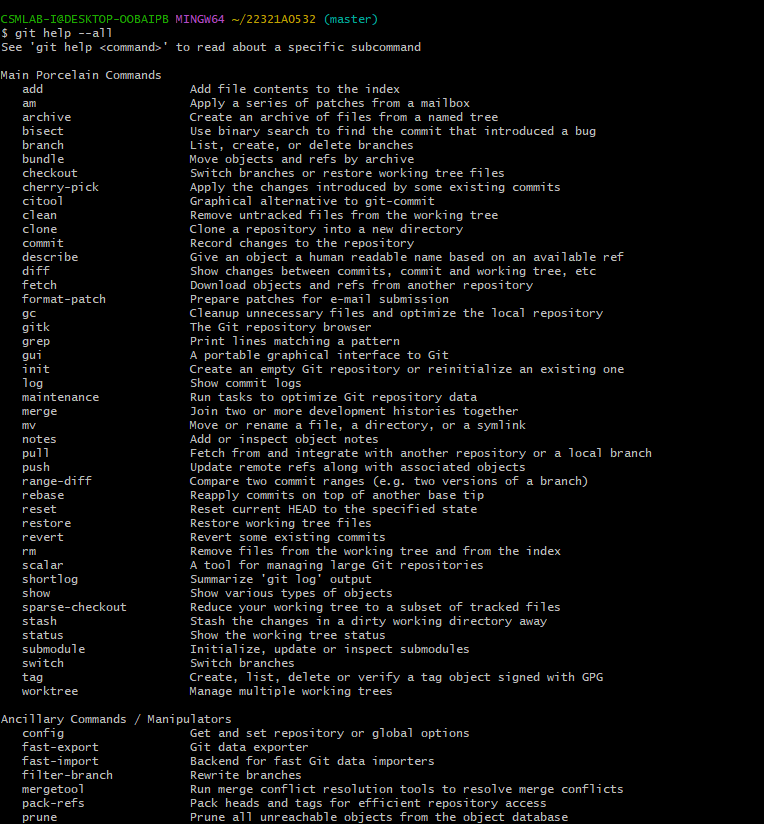 CSMLAB-I@DESKTOP-OOBAIPB MINGW64 ~/22321A0532 (master)
$ git help --all
See 'git help <command>' to read about a specific subcommand

Main Porcelain Commands
   add                     Add file contents to the index
   am                      Apply a series of patches from a mailbox
   archive                 Create an archive of files from a named tree
   bisect                  Use binary search to find the commit that introduced a bug
   branch                  List, create, or delete branches
   bundle                  Move objects and refs by archive
   checkout                Switch branches or restore working tree files
   cherry-pick             Apply the changes introduced by some existing commits
   citool                  Graphical alternative to git-commit
   clean                   Remove untracked files from the working tree
   clone                   Clone a repository into a new directory
   commit                  Record changes to the repository
   describe                Give an object a human readable name based on an available ref
   diff                    Show changes between commits, commit and working tree, etc
   fetch                   Download objects and refs from another repository
   format-patch            Prepare patches for e-mail submission
   gc                      Cleanup unnecessary files and optimize the local repository
   gitk                    The Git repository browser
   grep                    Print lines matching a pattern
   gui                     A portable graphical interface to Git
   init                    Create an empty Git repository or reinitialize an existing one
   log                     Show commit logs
   maintenance             Run tasks to optimize Git repository data
   merge                   Join two or more development histories together
   mv                      Move or rename a file, a directory, or a symlink
   notes                   Add or inspect object notes
   pull                    Fetch from and integrate with another repository or a local branch
   push                    Update remote refs along with associated objects
   range-diff              Compare two commit ranges (e.g. two versions of a branch)
   rebase                  Reapply commits on top of another base tip
   reset                   Reset current HEAD to the specified state
   restore                 Restore working tree files
   revert                  Revert some existing commits
   rm                      Remove files from the working tree and from the index
   scalar                  A tool for managing large Git repositories
   shortlog                Summarize 'git log' output
   show                    Show various types of objects
   sparse-checkout         Reduce your working tree to a subset of tracked files
   stash                   Stash the changes in a dirty working directory away
   status                  Show the working tree status
   submodule               Initialize, update or inspect submodules
   switch                  Switch branches
   tag                     Create, list, delete or verify a tag object signed with GPG
   worktree                Manage multiple working trees

Ancillary Commands / Manipulators
   config                  Get and set repository or global options
   fast-export             Git data exporter
   fast-import             Backend for fast Git data importers
   filter-branch           Rewrite branches
   mergetool               Run merge conflict resolution tools to resolve merge conflicts
   pack-refs               Pack heads and tags for efficient repository access
   prune                   Prune all unreachable objects from the object database